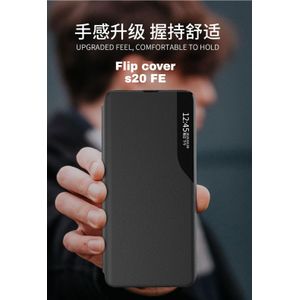 手感升级 握持舒适
UPGRADED FEEL, COMFORTABLE TO HOLD
Flip cover
s20 FE
12:45